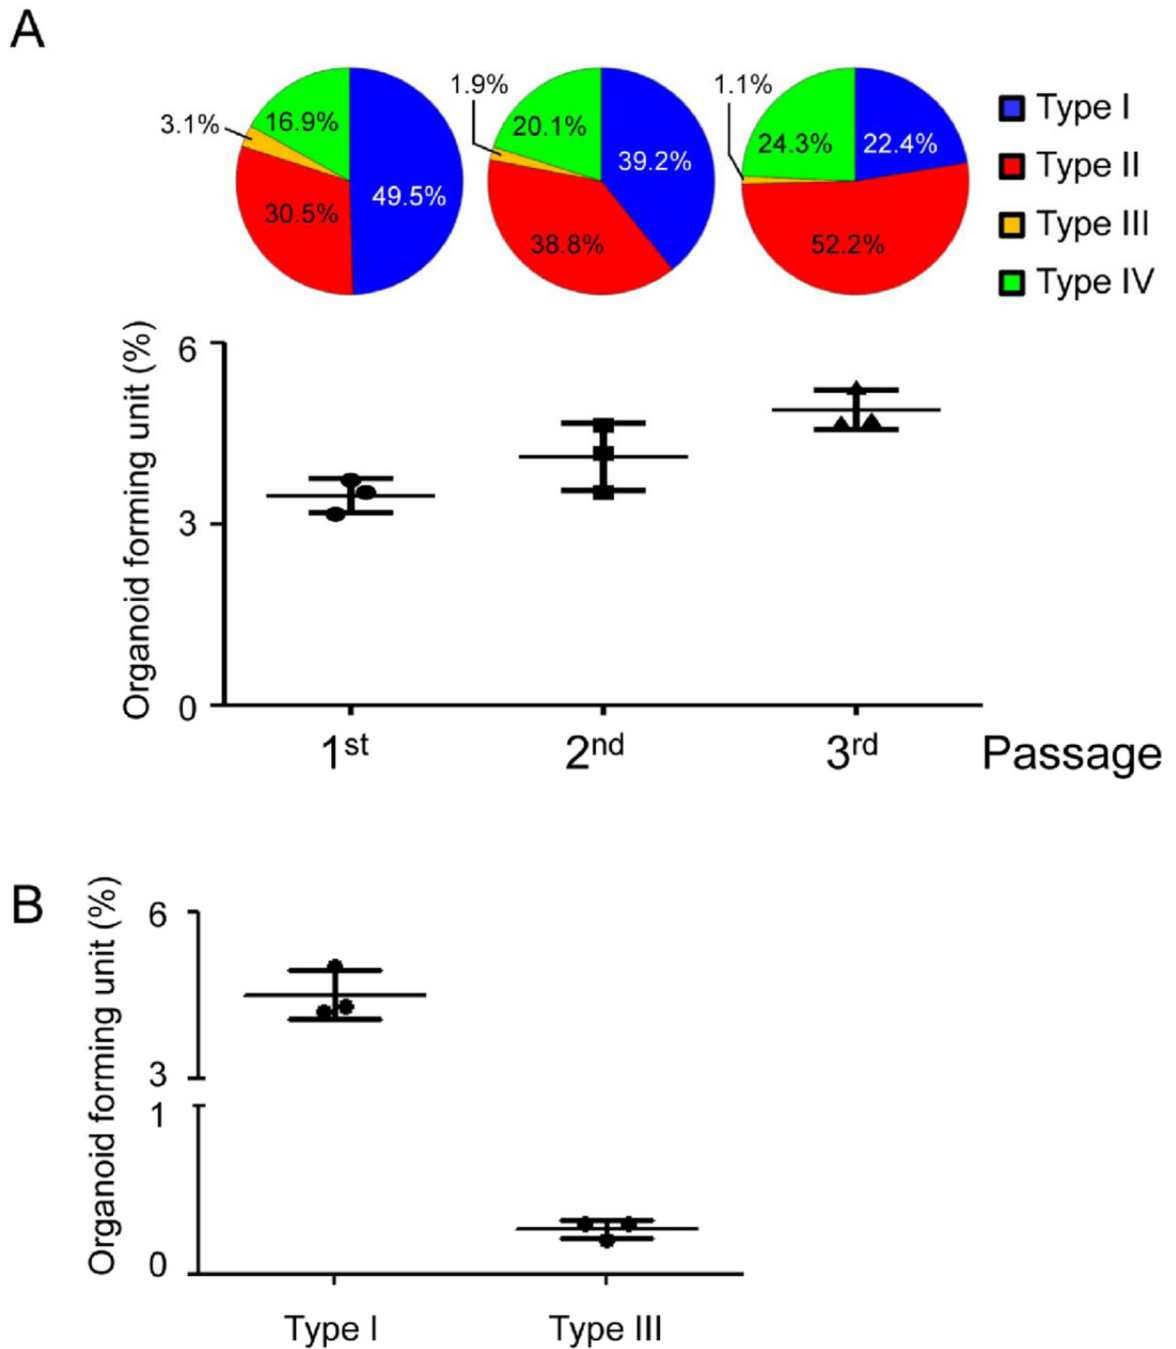 A
3.1%
16.9%
49.5%
30.5%
1.9%
20.1%
39.2%
38.8%
1.1%
24.3%
22.4%
52.2%
Type I
Type II
Type III
Type IV
Organoid forming unit (%)
6
3
0
1st
2nd
3rd
Passage
B
Organoid forming unit (%)
6
3
1
0
Type I
Type III